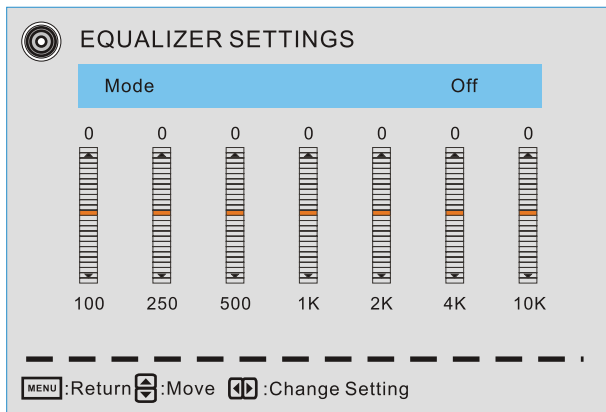 EQUALIZER SETTINGS
Mode Off
0 0 0 0 0 0 0
100 250 500 1K 2K 4K 10K
MENU:Return :Move :Change Setting